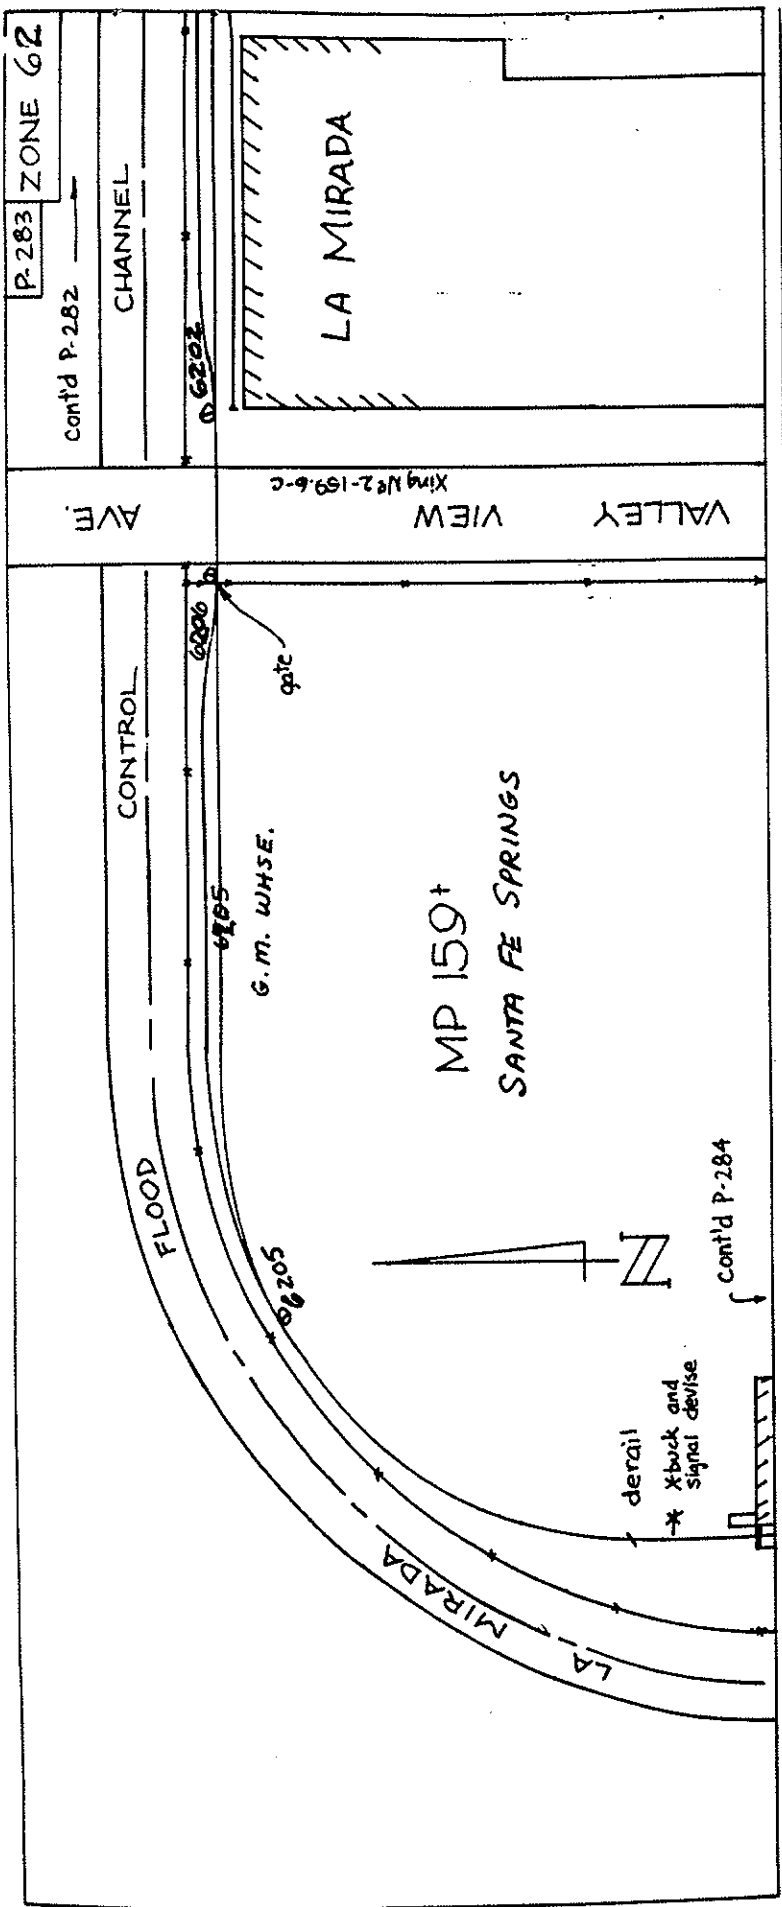 P-283 ZONE 62
cont'd P-282
CHANNEL
6202
LA MIRADA
AVE.
VIEW
VALLEY
Xing Nº 2-159.6-C
CONTROL
6206
gate
6205
G.M. WHSE.
MP 159+
SANTA FE SPRINGS
FLOOD
6205
N
cont'd P-284
derail
X buck and
signal devise
LA MIRADA